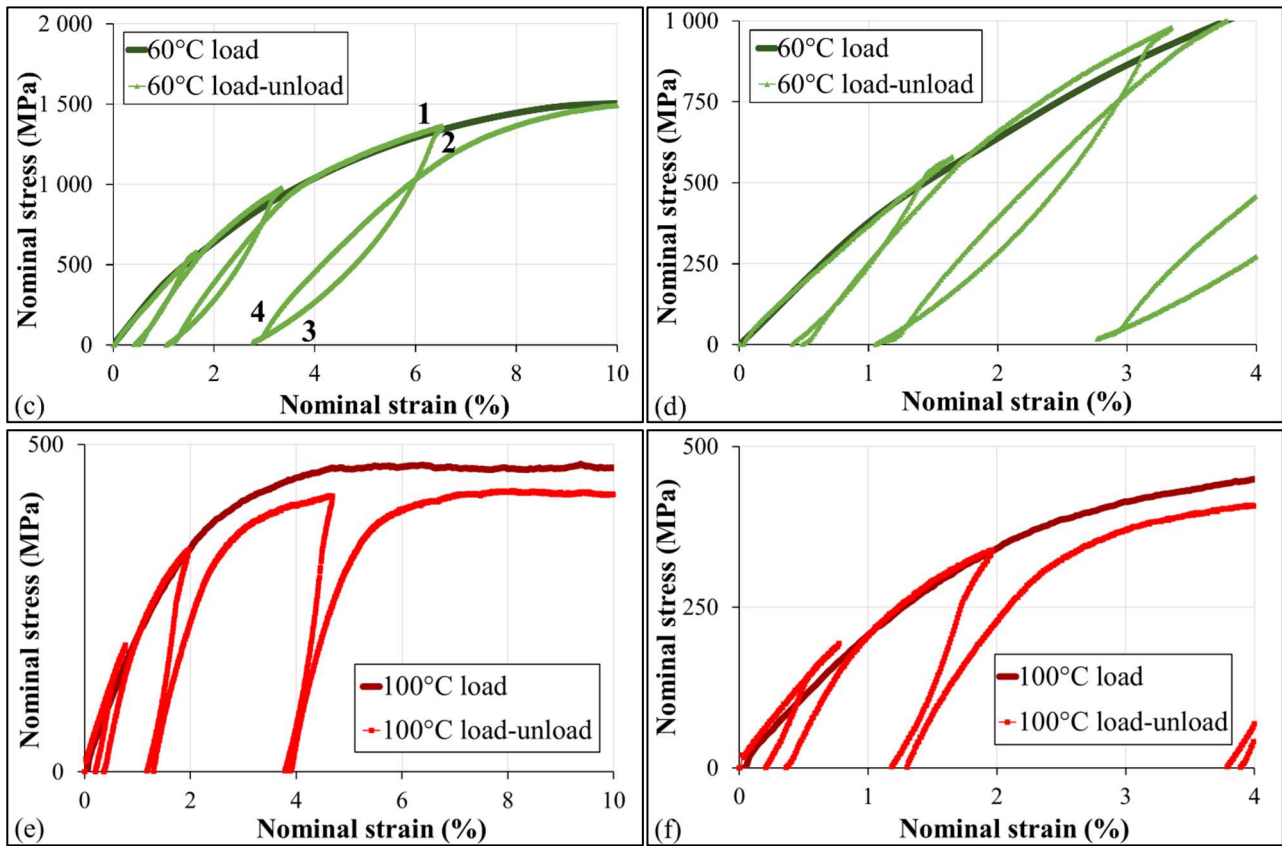 2 000
1 500
1 000
500
0
Nominal stress (MPa)
60°C load
60°C load-unload
1
2
3
4
0 2 4 6 8 10
Nominal strain (%)
(c)
1 000
750
500
250
0
Nominal stress (MPa)
60°C load
60°C load-unload
0 1 2 3 4
Nominal strain (%)
(d)
500
0
Nominal stress (MPa)
100°C load
100°C load-unload
0 2 4 6 8 10
Nominal strain (%)
(e)
500
250
0
Nominal stress (MPa)
100°C load
100°C load-unload
0 1 2 3 4
Nominal strain (%)
(f)